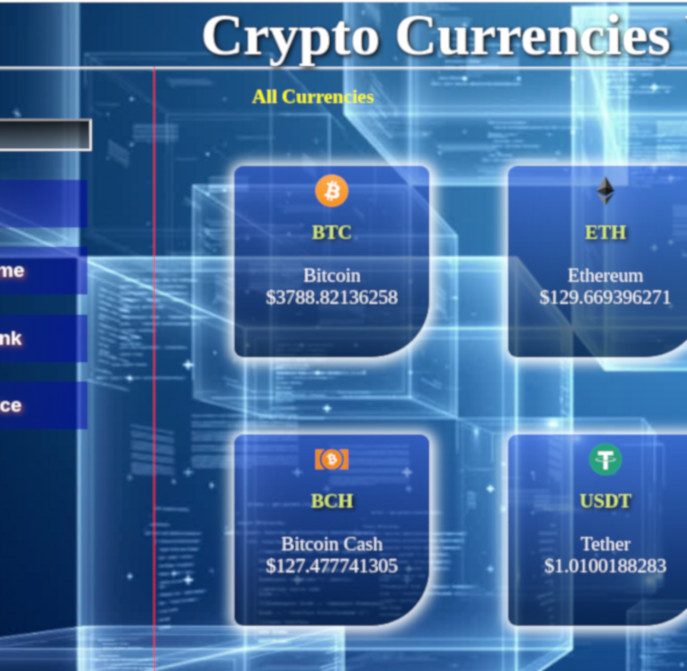 Crypto Currencies
All Currencies
me
nk
ce
BTC
Bitcoin
$3788.82136258
ETH
Ethereum
$129.669396271
BCH
Bitcoin Cash
$127.477741305
USDT
Tether
$1.0100188283